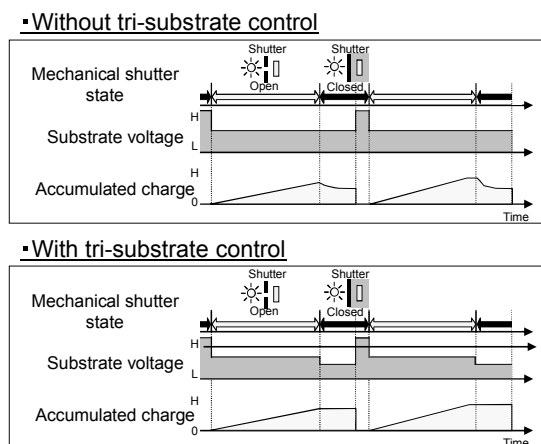 ▪Without tri-substrate control
Shutter Shutter
Mechanical shutter
state
Open Closed
H
Substrate voltage
L
H
Accumulated charge
0
Time
▪With tri-substrate control
Shutter Shutter
Mechanical shutter
state
Open Closed
H
Substrate voltage
L
H
Accumulated charge
0
Time